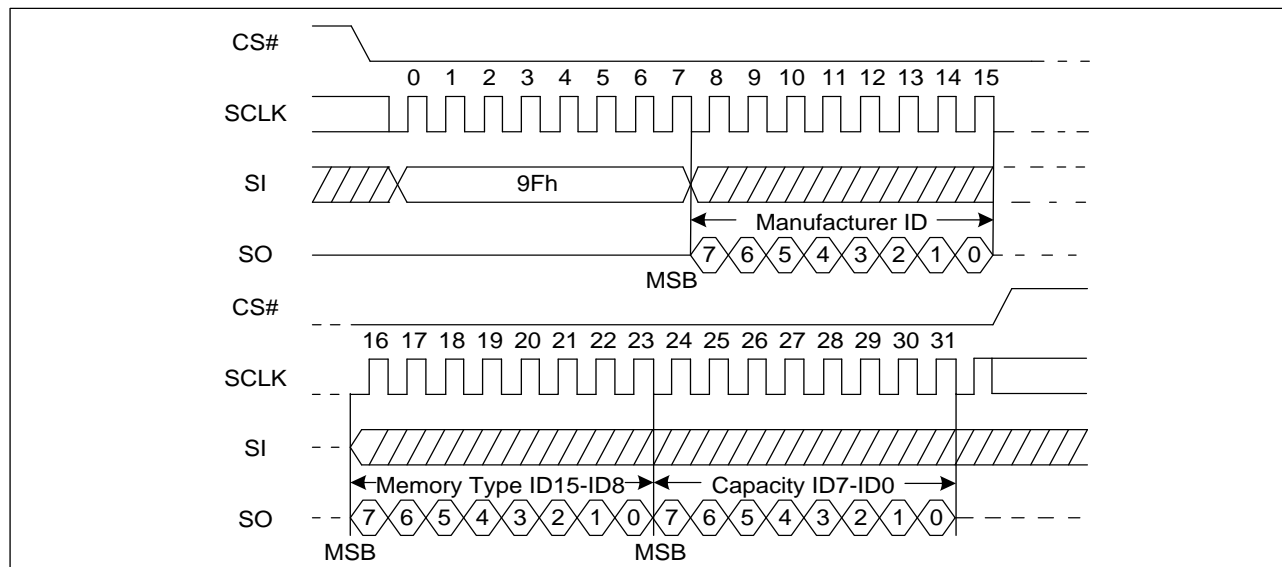 CS#
0 1 2 3 4 5 6 7 8 9 10 11 12 13 14 15
SCLK
SI
9Fh
Manufacturer ID
SO
7 6 5 4 3 2 1 0
MSB
CS#
16 17 18 19 20 21 22 23 24 25 26 27 28 29 30 31
SCLK
SI
Memory Type ID15-ID8 Capacity ID7-ID0
SO
7 6 5 4 3 2 1 0 7 6 5 4 3 2 1 0
MSB MSB